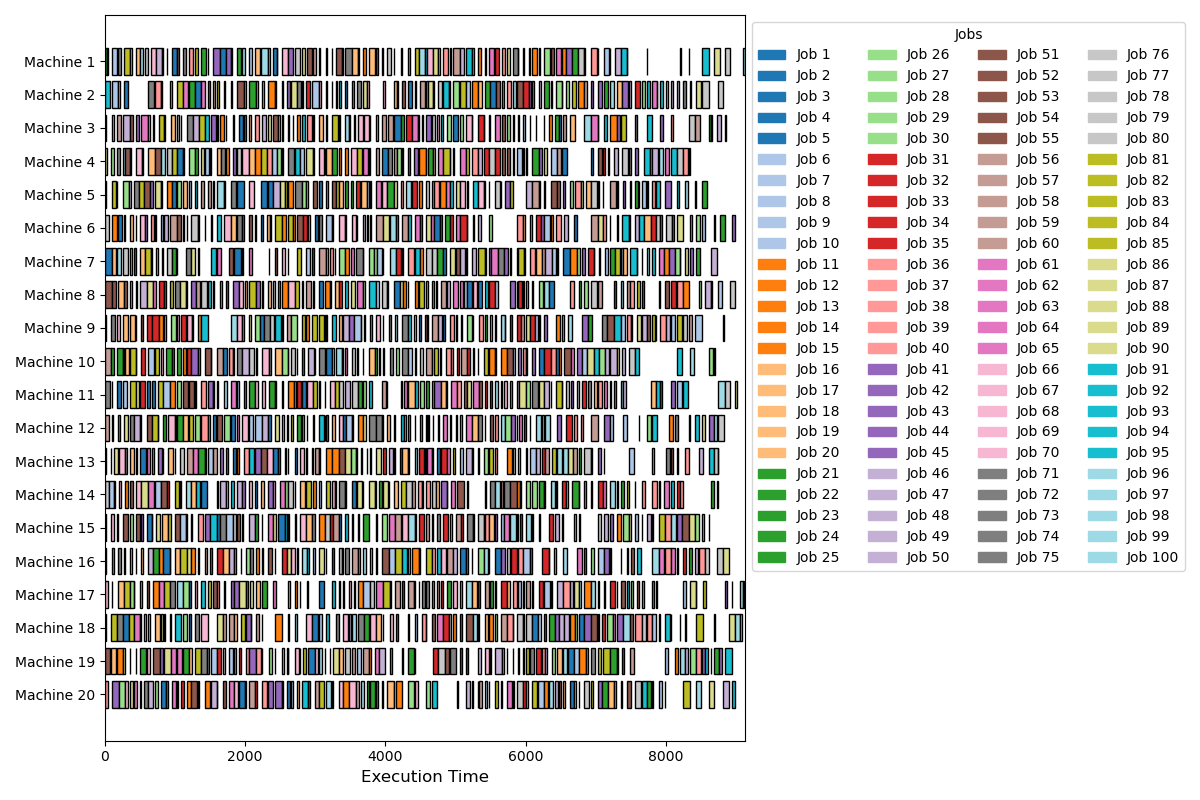 Machine 1
Machine 2
Machine 3
Machine 4
Machine 5
Machine 6
Machine 7
Machine 8
Machine 9
Machine 10
Machine 11
Machine 12
Machine 13
Machine 14
Machine 15
Machine 16
Machine 17
Machine 18
Machine 19
Machine 20
0 2000 4000 6000 8000
Execution Time
Jobs
Job 1 Job 26 Job 51 Job 76
Job 2 Job 27 Job 52 Job 77
Job 3 Job 28 Job 53 Job 78
Job 4 Job 29 Job 54 Job 79
Job 5 Job 30 Job 55 Job 80
Job 6 Job 31 Job 56 Job 81
Job 7 Job 32 Job 57 Job 82
Job 8 Job 33 Job 58 Job 83
Job 9 Job 34 Job 59 Job 84
Job 10 Job 35 Job 60 Job 85
Job 11 Job 36 Job 61 Job 86
Job 12 Job 37 Job 62 Job 87
Job 13 Job 38 Job 63 Job 88
Job 14 Job 39 Job 64 Job 89
Job 15 Job 40 Job 65 Job 90
Job 16 Job 41 Job 66 Job 91
Job 17 Job 42 Job 67 Job 92
Job 18 Job 43 Job 68 Job 93
Job 19 Job 44 Job 69 Job 94
Job 20 Job 45 Job 70 Job 95
Job 21 Job 46 Job 71 Job 96
Job 22 Job 47 Job 72 Job 97
Job 23 Job 48 Job 73 Job 98
Job 24 Job 49 Job 74 Job 99
Job 25 Job 50 Job 75 Job 100